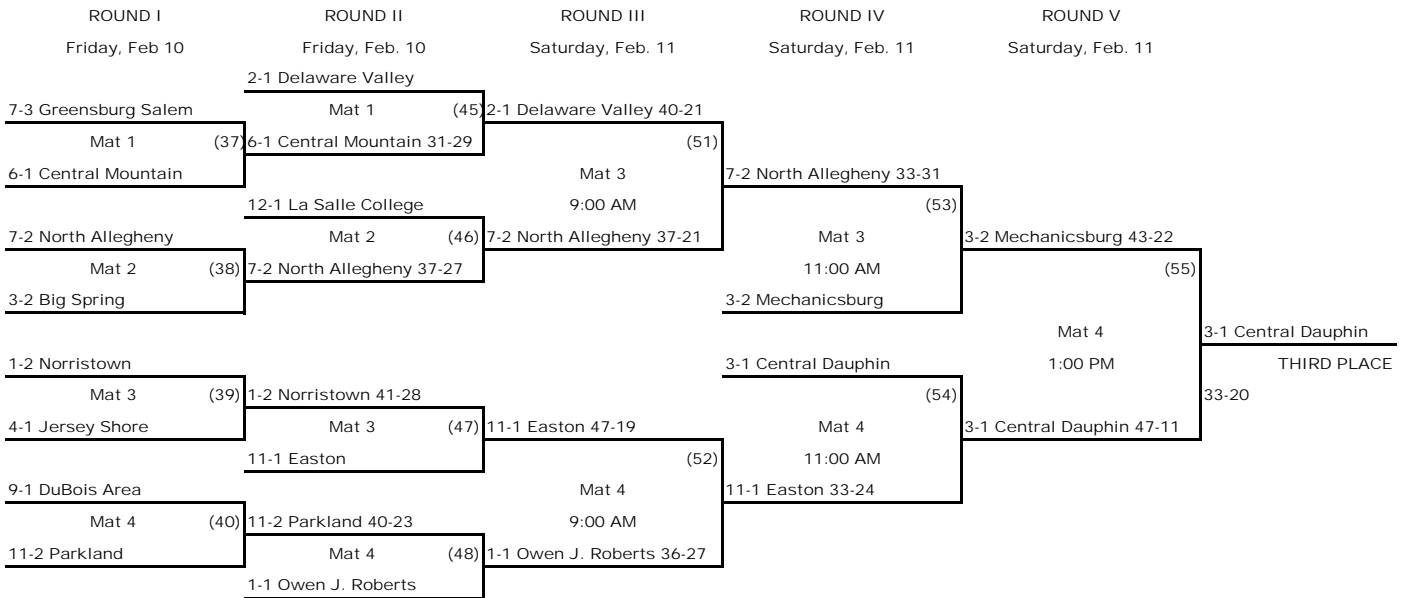 ROUND I ROUND II ROUND III ROUND IV ROUND V
Friday, Feb 10 Friday, Feb. 10 Saturday, Feb. 11 Saturday, Feb. 11 Saturday, Feb. 11
2-1 Delaware Valley
7-3 Greensburg Salem Mat 1 (45) 2-1 Delaware Valley 40-21
Mat 1 (37) 6-1 Central Mountain 31-29 (51)
6-1 Central Mountain Mat 3 7-2 North Allegheny 33-31
12-1 La Salle College 9:00 AM (53)
7-2 North Allegheny Mat 2 (46) 7-2 North Allegheny 37-21 Mat 3 3-2 Mechanicsburg 43-22
Mat 2 (38) 7-2 North Allegheny 37-27 11:00 AM (55)
3-2 Big Spring 3-2 Mechanicsburg
Mat 4 3-1 Central Dauphin
1-2 Norristown 3-1 Central Dauphin 1:00 PM THIRD PLACE
Mat 3 (39) 1-2 Norristown 41-28 (54) 33-20
4-1 Jersey Shore Mat 3 (47) 11-1 Easton 47-19 Mat 4 3-1 Central Dauphin 47-11
11-1 Easton (52) 11:00 AM
9-1 DuBois Area Mat 4 11-1 Easton 33-24
Mat 4 (40) 11-2 Parkland 40-23 9:00 AM
11-2 Parkland Mat 4 (48) 1-1 Owen J. Roberts 36-27
1-1 Owen J. Roberts